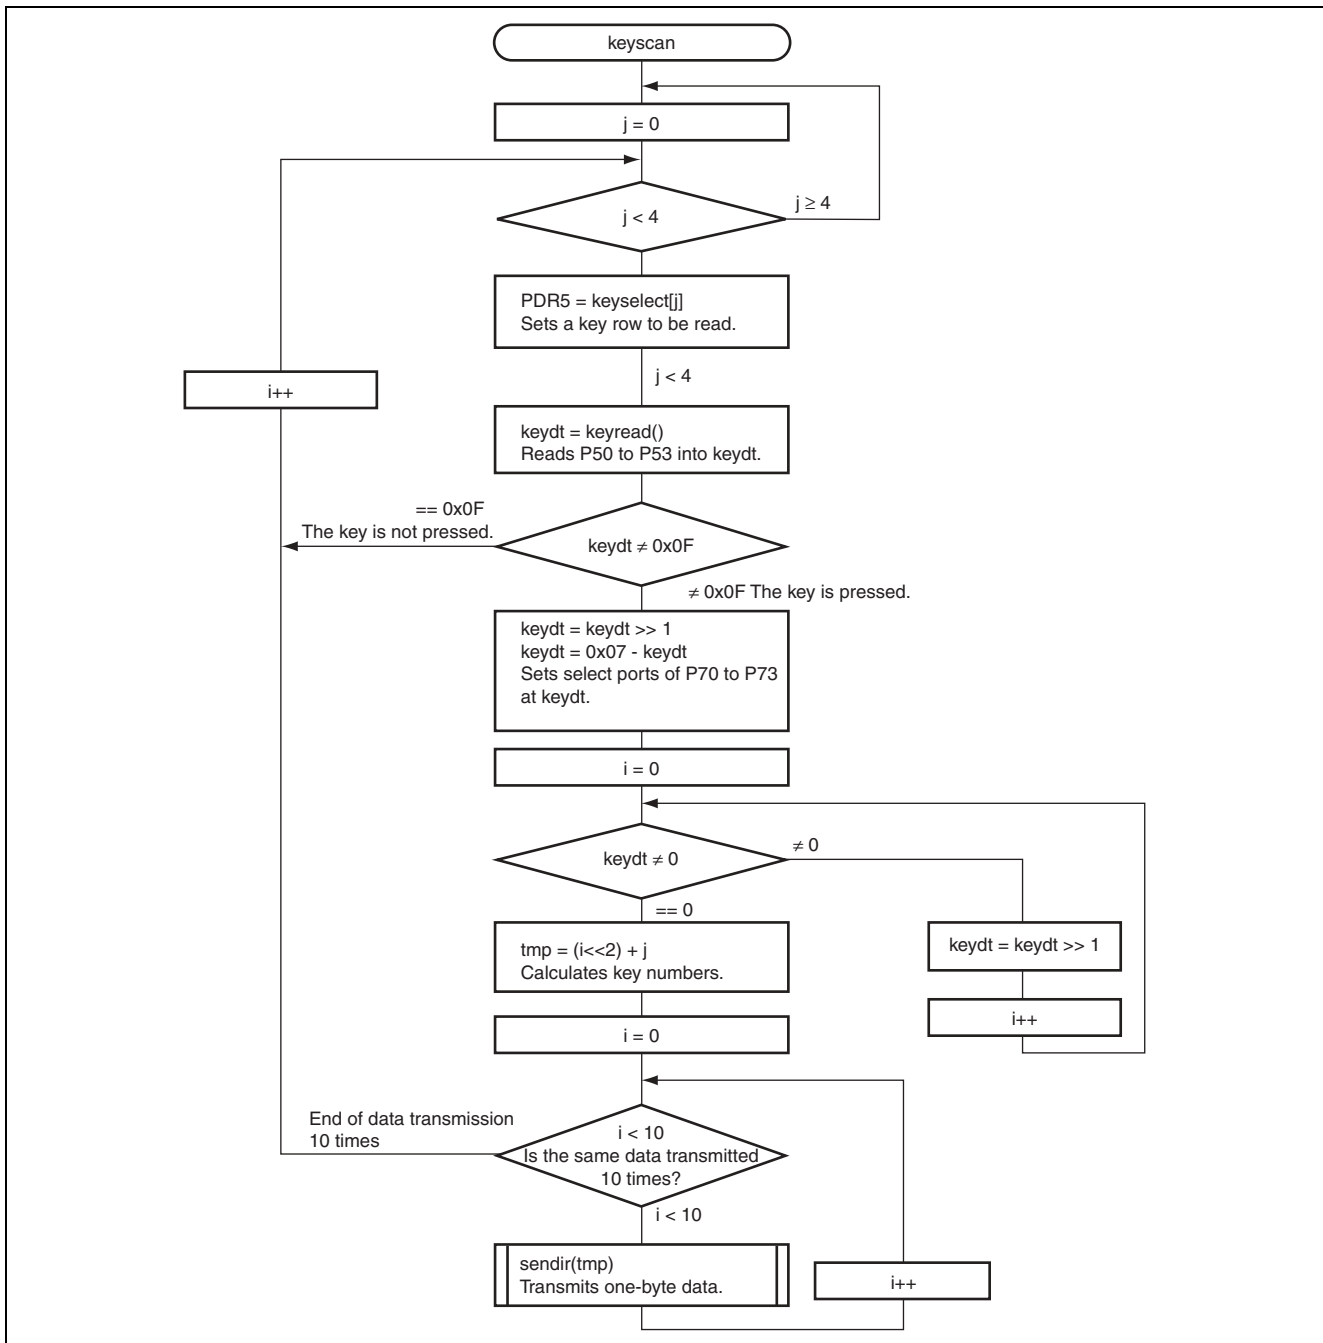 keyscan
j = 0
j < 4
j ≥ 4
PDR5 = keyselect[j]
Sets a key row to be read.
j < 4
i++
keydt = keyread()
Reads P50 to P53 into keydt.
== 0x0F
The key is not pressed.
keydt ≠ 0x0F
≠ 0x0F The key is pressed.
keydt = keydt >> 1
keydt = 0x07 - keydt
Sets select ports of P70 to P73
at keydt.
i = 0
keydt ≠ 0
≠ 0
== 0
tmp = (i<<2) + j
Calculates key numbers.
keydt = keydt >> 1
i++
i = 0
End of data transmission
10 times
i < 10
Is the same data transmitted
10 times?
i < 10
sendir(tmp)
Transmits one-byte data.
i++